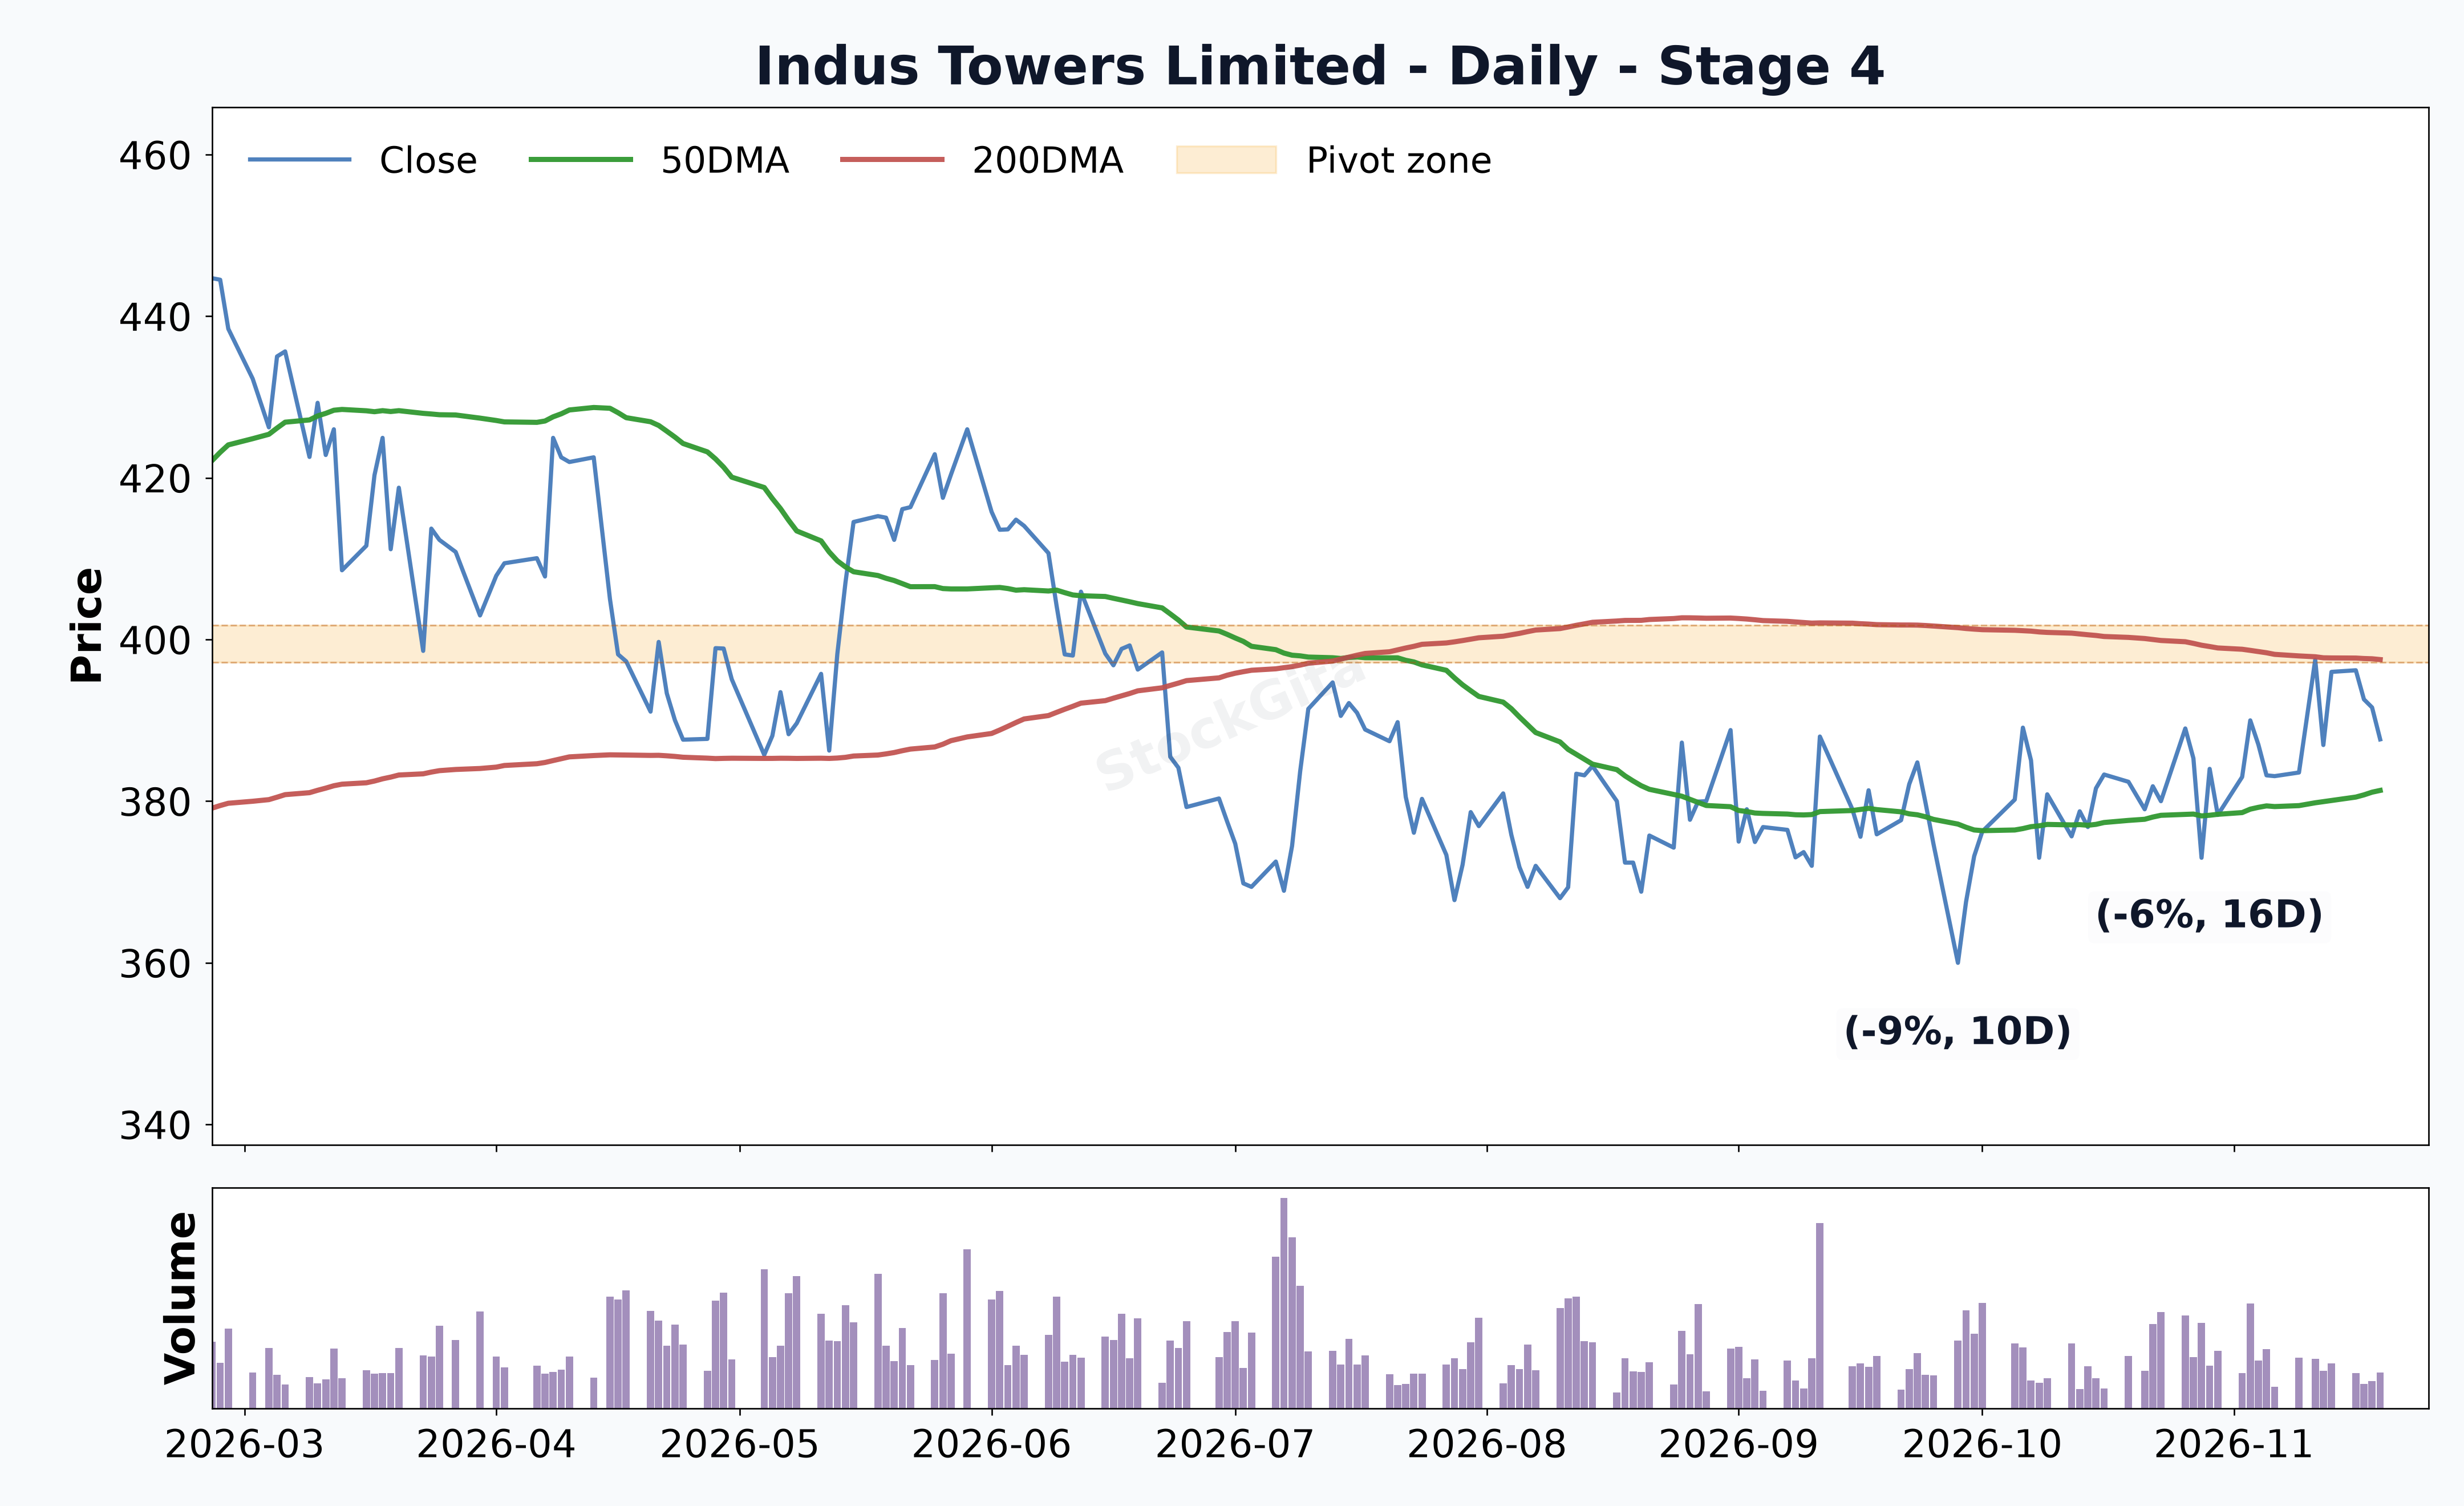 Indus Towers Limited - Daily - Stage 4
Close
50DMA
200DMA
Pivot zone
460
440
420
400
380
360
340
Price
StockGita
(-6%, 16D)
(-9%, 10D)
Volume
2026-03
2026-04
2026-05
2026-06
2026-07
2026-08
2026-09
2026-10
2026-11